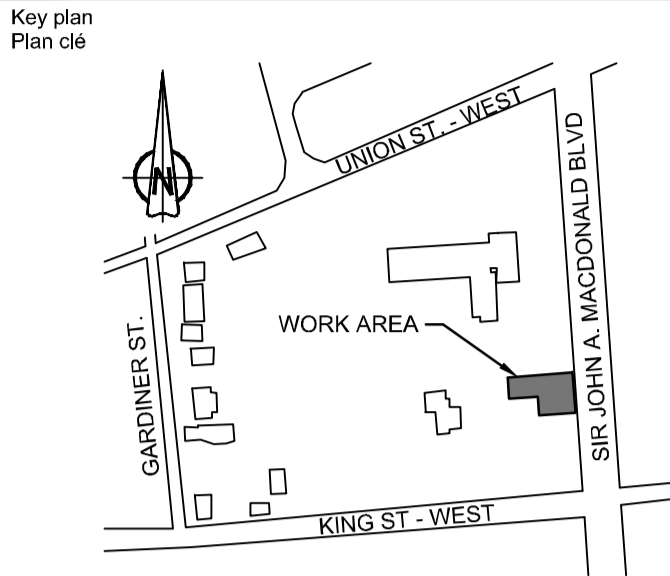 Key plan
Plan clé
N
UNION ST. - WEST
SIR JOHN A. MACDONALD BLVD
WORK AREA
GARDINER ST.
KING ST - WEST